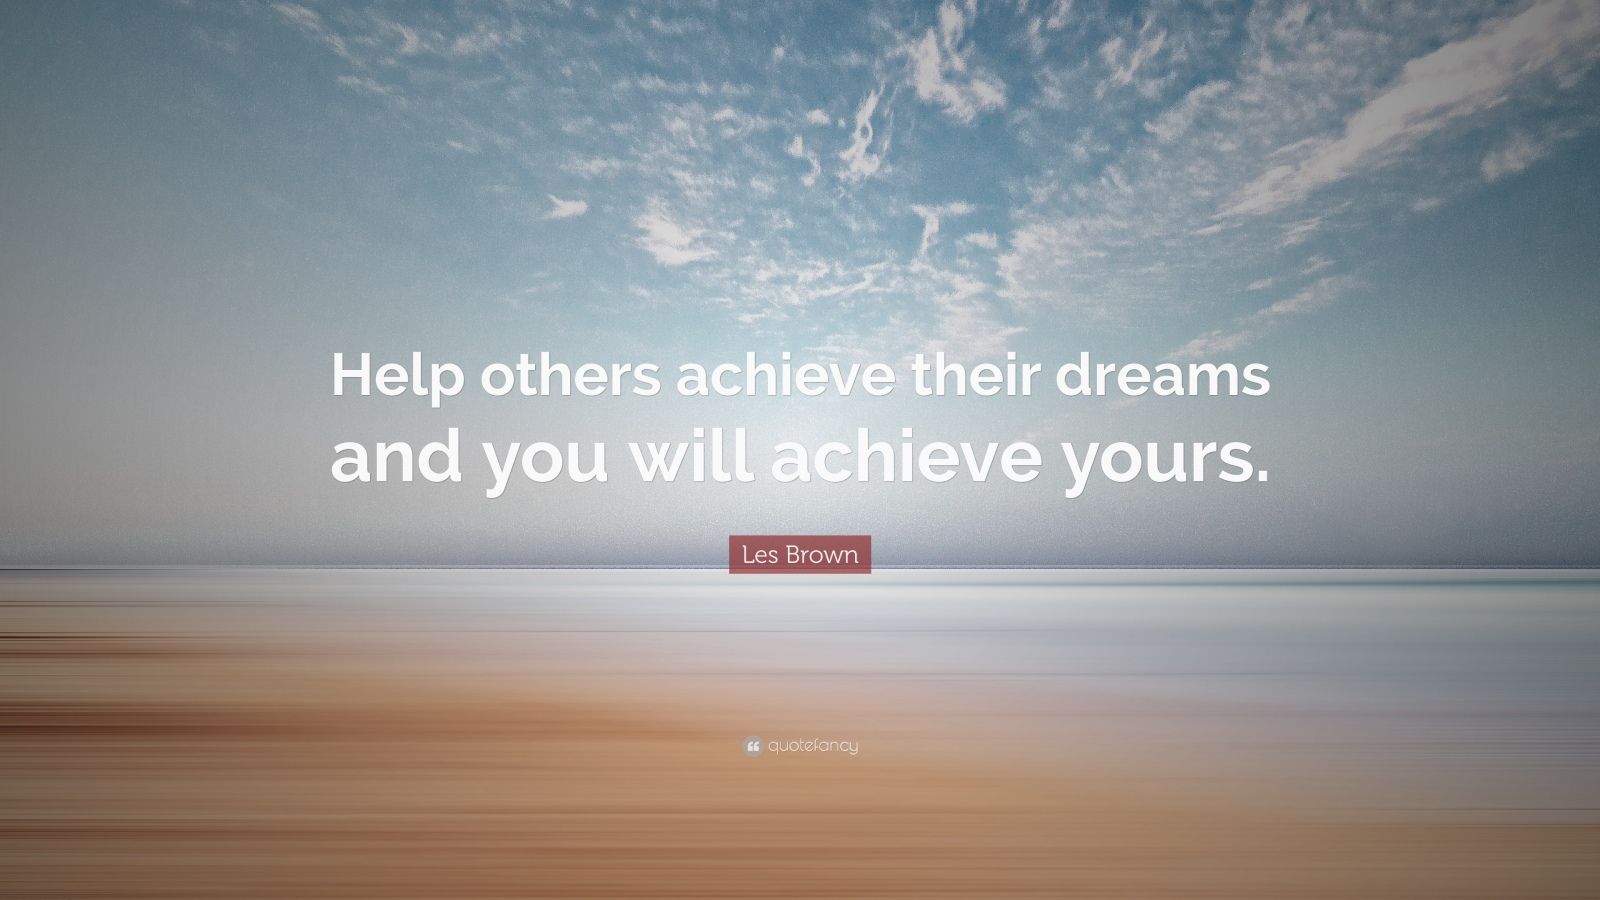 Help others achieve their dreams
and you will achieve yours.
Les Brown
quotefancy